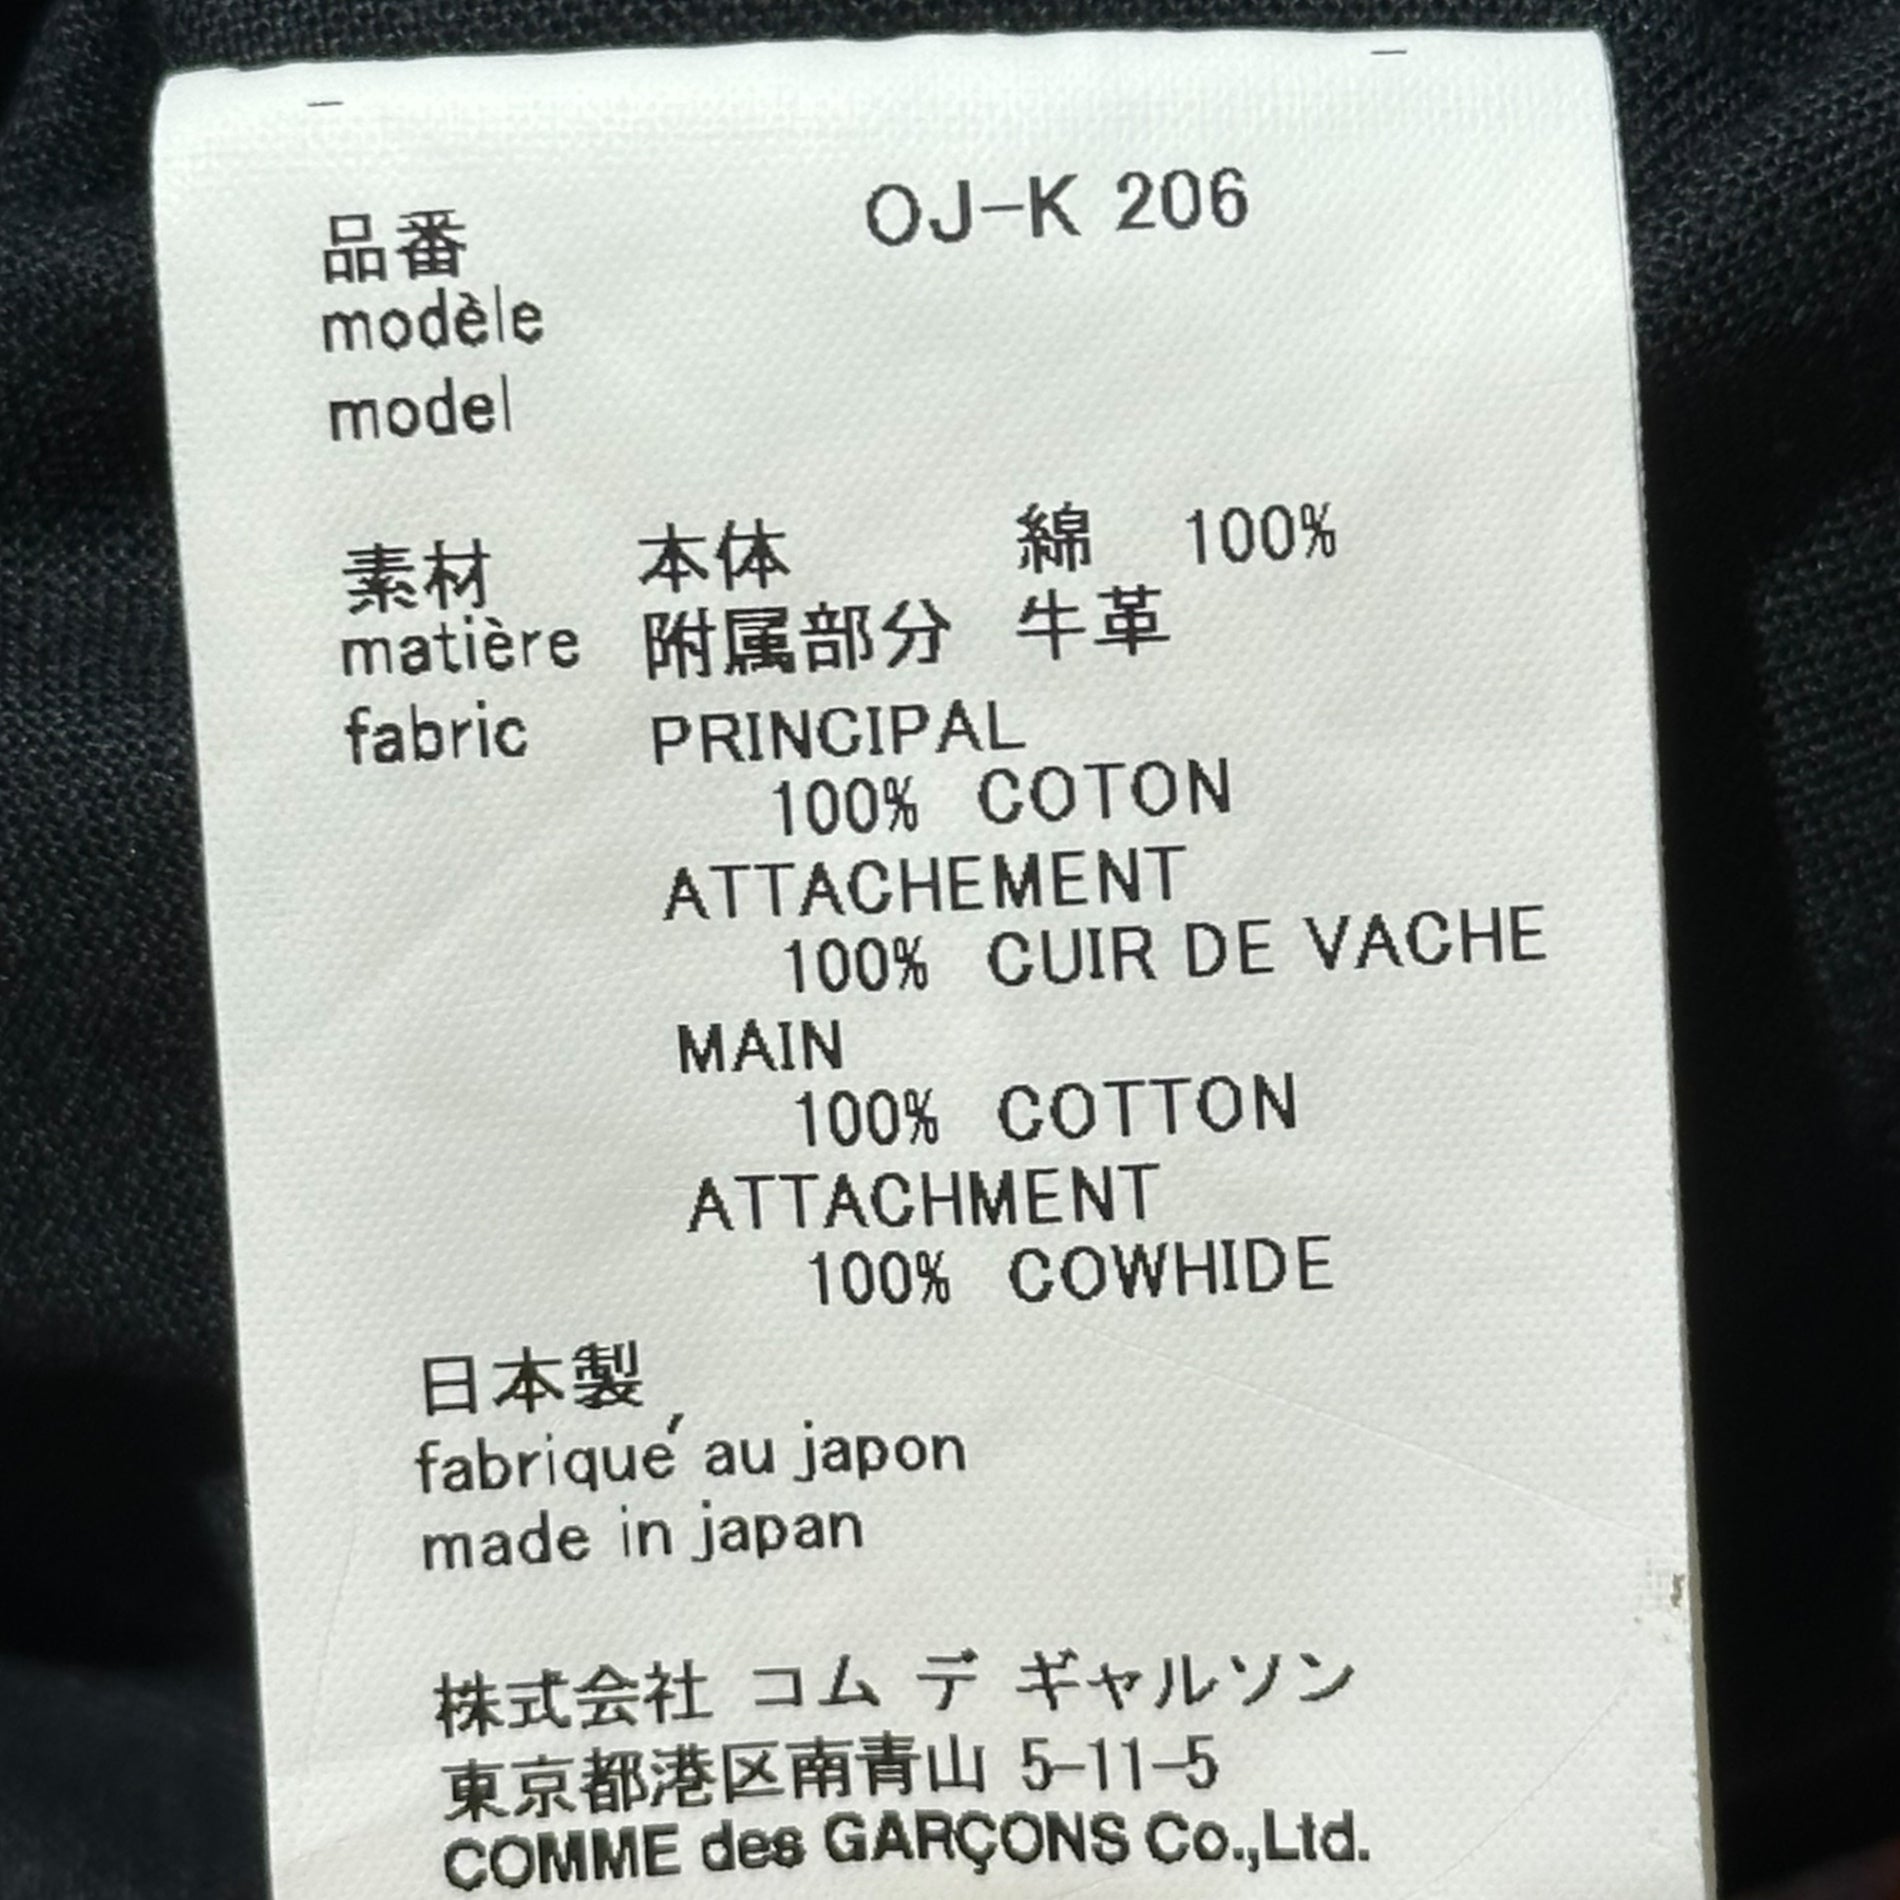 品番 OJ-K 206
modèle
model
素材 本体 綿 100%
matière 附属部分 牛革
fabric PRINCIPAL
100% COTON
ATTACHEMENT
100% CUIR DE VACHE
MAIN
100% COTTON
ATTACHMENT
100% COWHIDE
日本製
fabriqué au japon
made in japan
株式会社 コム デ ギャルソン
東京都港区南青山 5-11-5
COMME des GARÇONS Co.,Ltd.